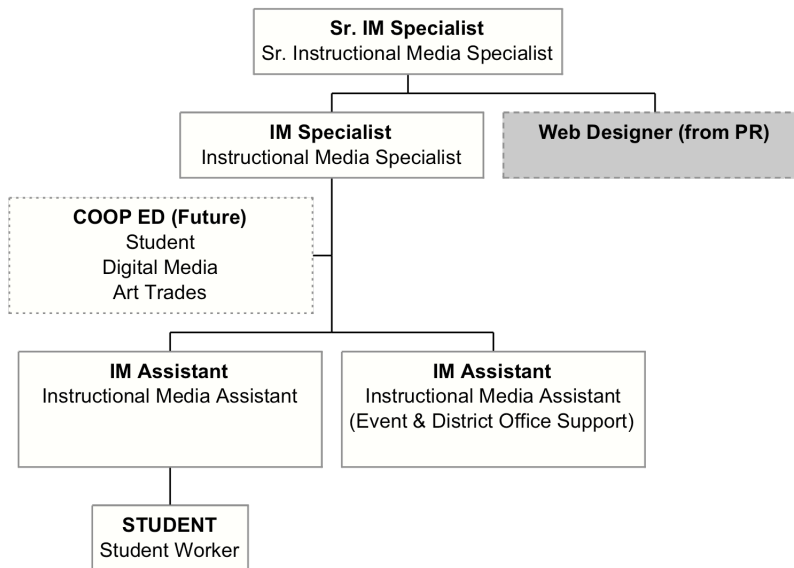 Sr. IM Specialist
Sr. Instructional Media Specialist
IM Specialist
Instructional Media Specialist
Web Designer (from PR)
COOP ED (Future)
Student
Digital Media
Art Trades
IM Assistant
Instructional Media Assistant
IM Assistant
Instructional Media Assistant
(Event & District Office Support)
STUDENT
Student Worker